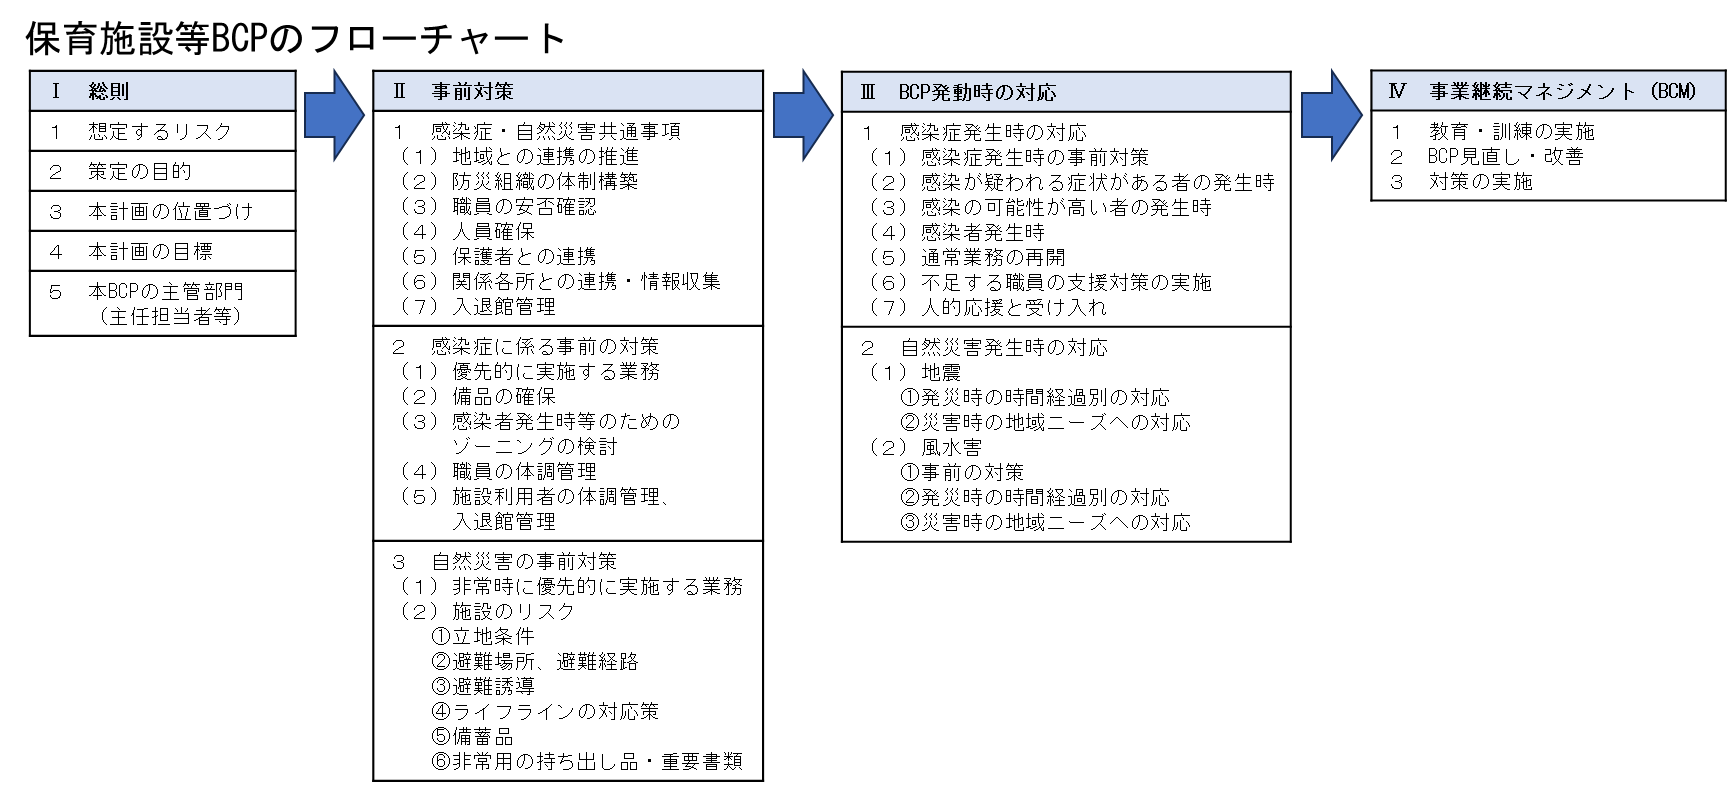 保育施設等BCPのフローチャート
Ⅰ　総則
１　想定するリスク
２　策定の目的
３　本計画の位置づけ
４　本計画の目標
５　本BCPの主管部門
（主任担当者等）
Ⅱ　事前対策
１　感染症・自然災害共通事項
（１）地域との連携の推進
（２）防災組織の体制構築
（３）職員の安否確認
（４）人員確保
（５）保護者との連携
（６）関係各所との連携・情報収集
（７）入退館管理
２　感染症に係る事前の対策
（１）優先的に実施する業務
（２）備品の確保
（３）感染者発生時等のための
ゾーニングの検討
（４）職員の体調管理
（５）施設利用者の体調管理、
入退館管理
３　自然災害の事前対策
（１）非常時に優先的に実施する業務
（２）施設のリスク
①立地条件
②避難場所、避難経路
③避難誘導
④ライフラインの対応策
⑤備蓄品
⑥非常用の持ち出し品・重要書類
Ⅲ　BCP発動時の対応
１　感染症発生時の対応
（１）感染症発生時の事前対策
（２）感染が疑われる症状がある者の発生時
（３）感染の可能性が高い者の発生時
（４）感染者発生時
（５）通常業務の再開
（６）不足する職員の支援対策の実施
（７）人的応援と受け入れ
２　自然災害発生時の対応
（１）地震
①発災時の時間経過別の対応
②災害時の地域ニーズへの対応
（２）風水害
①事前の対策
②発災時の時間経過別の対応
③災害時の地域ニーズへの対応
Ⅳ　事業継続マネジメント（BCM）
１　教育・訓練の実施
２　BCP見直し・改善
３　対策の実施